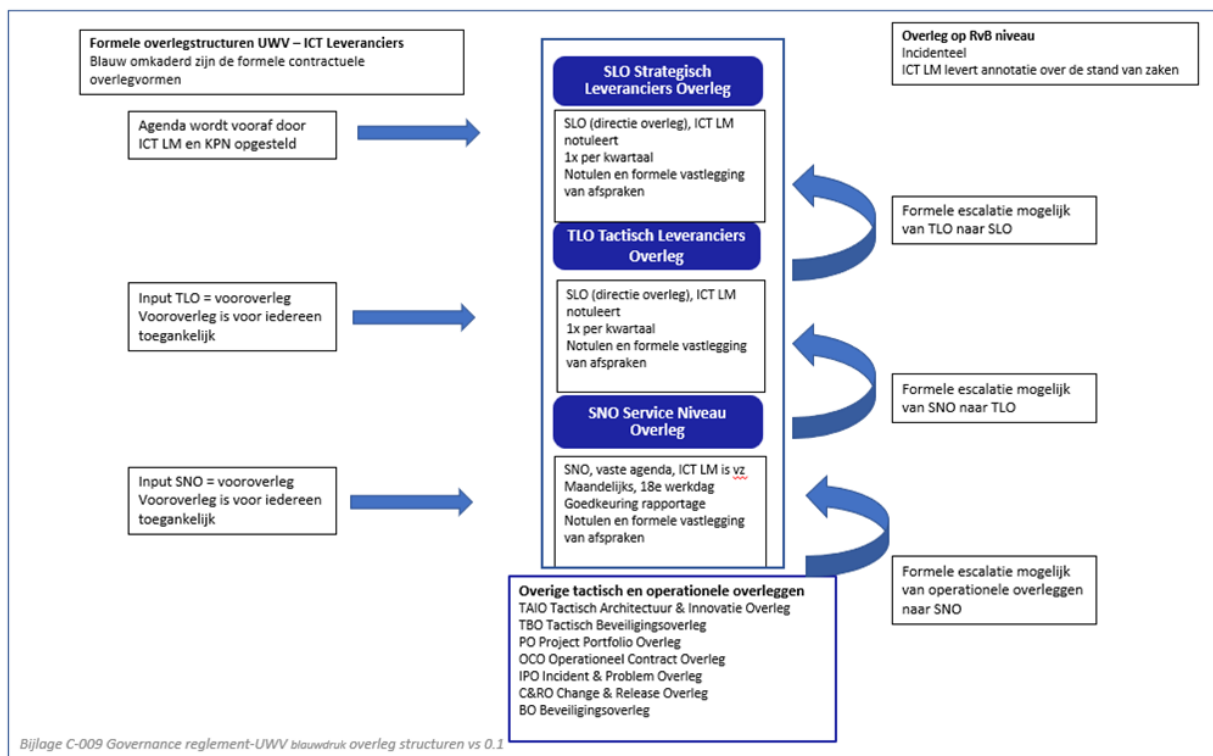 Formele overlegstructuren UWV – ICT Leveranciers
Blauw omkaderd zijn de formele contractuele
overlegvormen
Overleg op RvB niveau
Incidenteel
ICT LM levert annotatie over de stand van zaken
SLO Strategisch
Leveranciers Overleg
Agenda wordt vooraf door
ICT LM en KPN opgesteld
SLO (directie overleg), ICT LM
notuleert
1x per kwartaal
Notulen en formele vastlegging
van afspraken
Formele escalatie mogelijk
van TLO naar SLO
TLO Tactisch Leveranciers
Overleg
Input TLO = vooroverleg
Vooroverleg is voor iedereen
toegankelijk
SLO (directie overleg), ICT LM
notuleert
1x per kwartaal
Notulen en formele vastlegging
van afspraken
Formele escalatie mogelijk
van SNO naar TLO
SNO Service Niveau
Overleg
Input SNO = vooroverleg
Vooroverleg is voor iedereen
toegankelijk
SNO, vaste agenda, ICT LM is vz
Maandelijks, 18e werkdag
Goedkeuring rapportage
Notulen en formele vastlegging
van afspraken
Formele escalatie mogelijk
van operationele overleggen
naar SNO
Overige tactisch en operationele overleggen
TAIO Tactisch Architectuur & Innovatie Overleg
TBO Tactisch Beveiligingsoverleg
PO Project Portfolio Overleg
OCO Operationeel Contract Overleg
IPO Incident & Problem Overleg
C&RO Change & Release Overleg
BO Beveiligingsoverleg
Bijlage C-009 Governance reglement-UWV blauwdruk overleg structuren vs 0.1